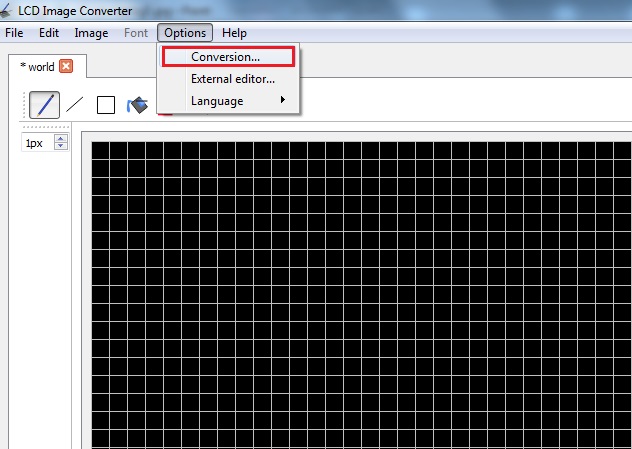 LCD Image Converter
File Edit Image Font Options Help
Conversion...
* world
External editor...
Language
1px